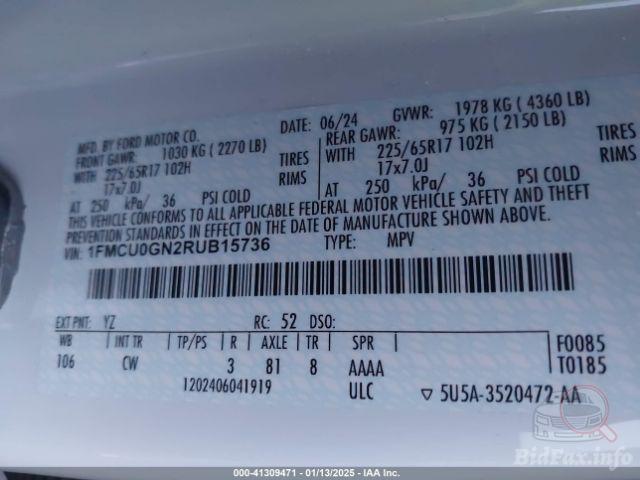 MFD. BY FORD MOTOR CO.
DATE: 06/24 GVWR: 1978 KG ( 4360 LB)
FRONT GAWR: 1030 KG ( 2270 LB)
REAR GAWR: 975 KG ( 2150 LB)
WITH 225/65R17 102H TIRES
WITH 225/65R17 102H TIRES
17x7.0J RIMS
17x7.0J RIMS
AT 250 kPa/ 36 PSI COLD
AT 250 kPa/ 36 PSI COLD
THIS VEHICLE CONFORMS TO ALL APPLICABLE FEDERAL MOTOR VEHICLE SAFETY AND THEFT
PREVENTION STANDARDS IN EFFECT ON THE DATE OF MANUFACTURE SHOWN ABOVE.
VIN: 1FMCU0GN2RUB15736 TYPE: MPV
EXT PNT: YZ RC: 52 DSO:
WB INT TR TP/PS R AXLE TR SPR F0085
106 CW 3 81 8 AAAA T0185
1202406041919 ULC ▽ 5U5A-3520472-AA
BidFax.info
000-41309471 - 01/13/2025 - IAA Inc.